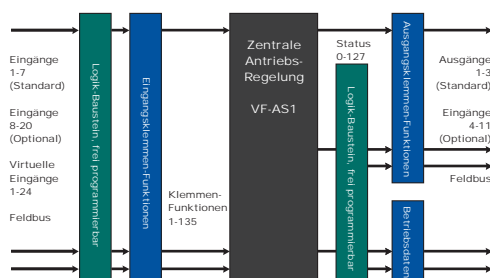 Eingänge
1-7
(Standard)
Eingänge
8-20
(Optional)
Virtuelle
Eingänge
1-24
Feldbus
Logik-Baustein, frei programmierbar
Eingangsklemmen-Funktionen
Klemmen-
Funktionen
1-135
Zentrale
Antriebs-
Regelung
VF-AS1
Status
0-127
Logik-Baustein, frei programmierbar
Ausgangsklemmen-Funktionen
Betriebsdaten
Ausgänge
1-3
(Standard)
Eingänge
4-11
(Optional)
Feldbus